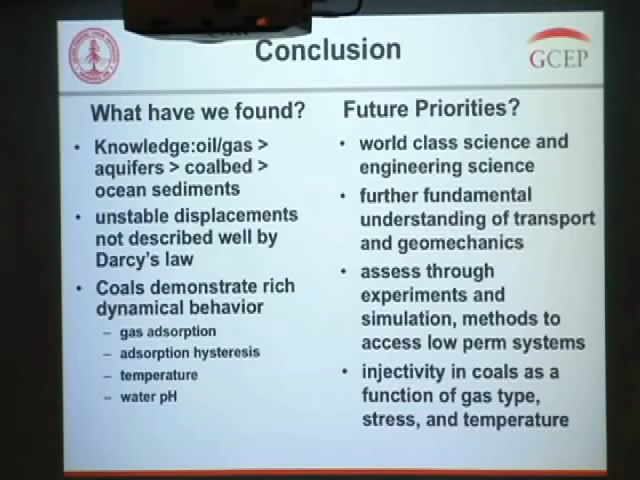 Conclusion
GCEP
What have we found?
• Knowledge:oil/gas >
aquifers > coalbed >
ocean sediments
• unstable displacements
not described well by
Darcy's law
• Coals demonstrate rich
dynamical behavior
– gas adsorption
– adsorption hysteresis
– temperature
– water pH
Future Priorities?
• world class science and
engineering science
• further fundamental
understanding of transport
and geomechanics
• assess through
experiments and
simulation, methods to
access low perm systems
• injectivity in coals as a
function of gas type,
stress, and temperature